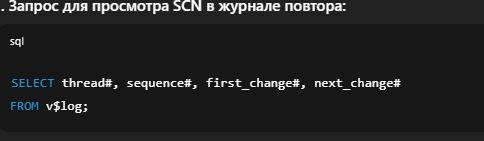 . Запрос для просмотра SCN в журнале повтора:
sql
SELECT thread#, sequence#, first_change#, next_change#
FROM v$log;